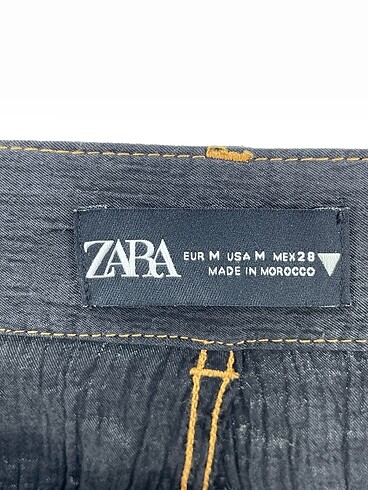 ZARA
EUR M USA M MEX 28
MADE IN MOROCCO